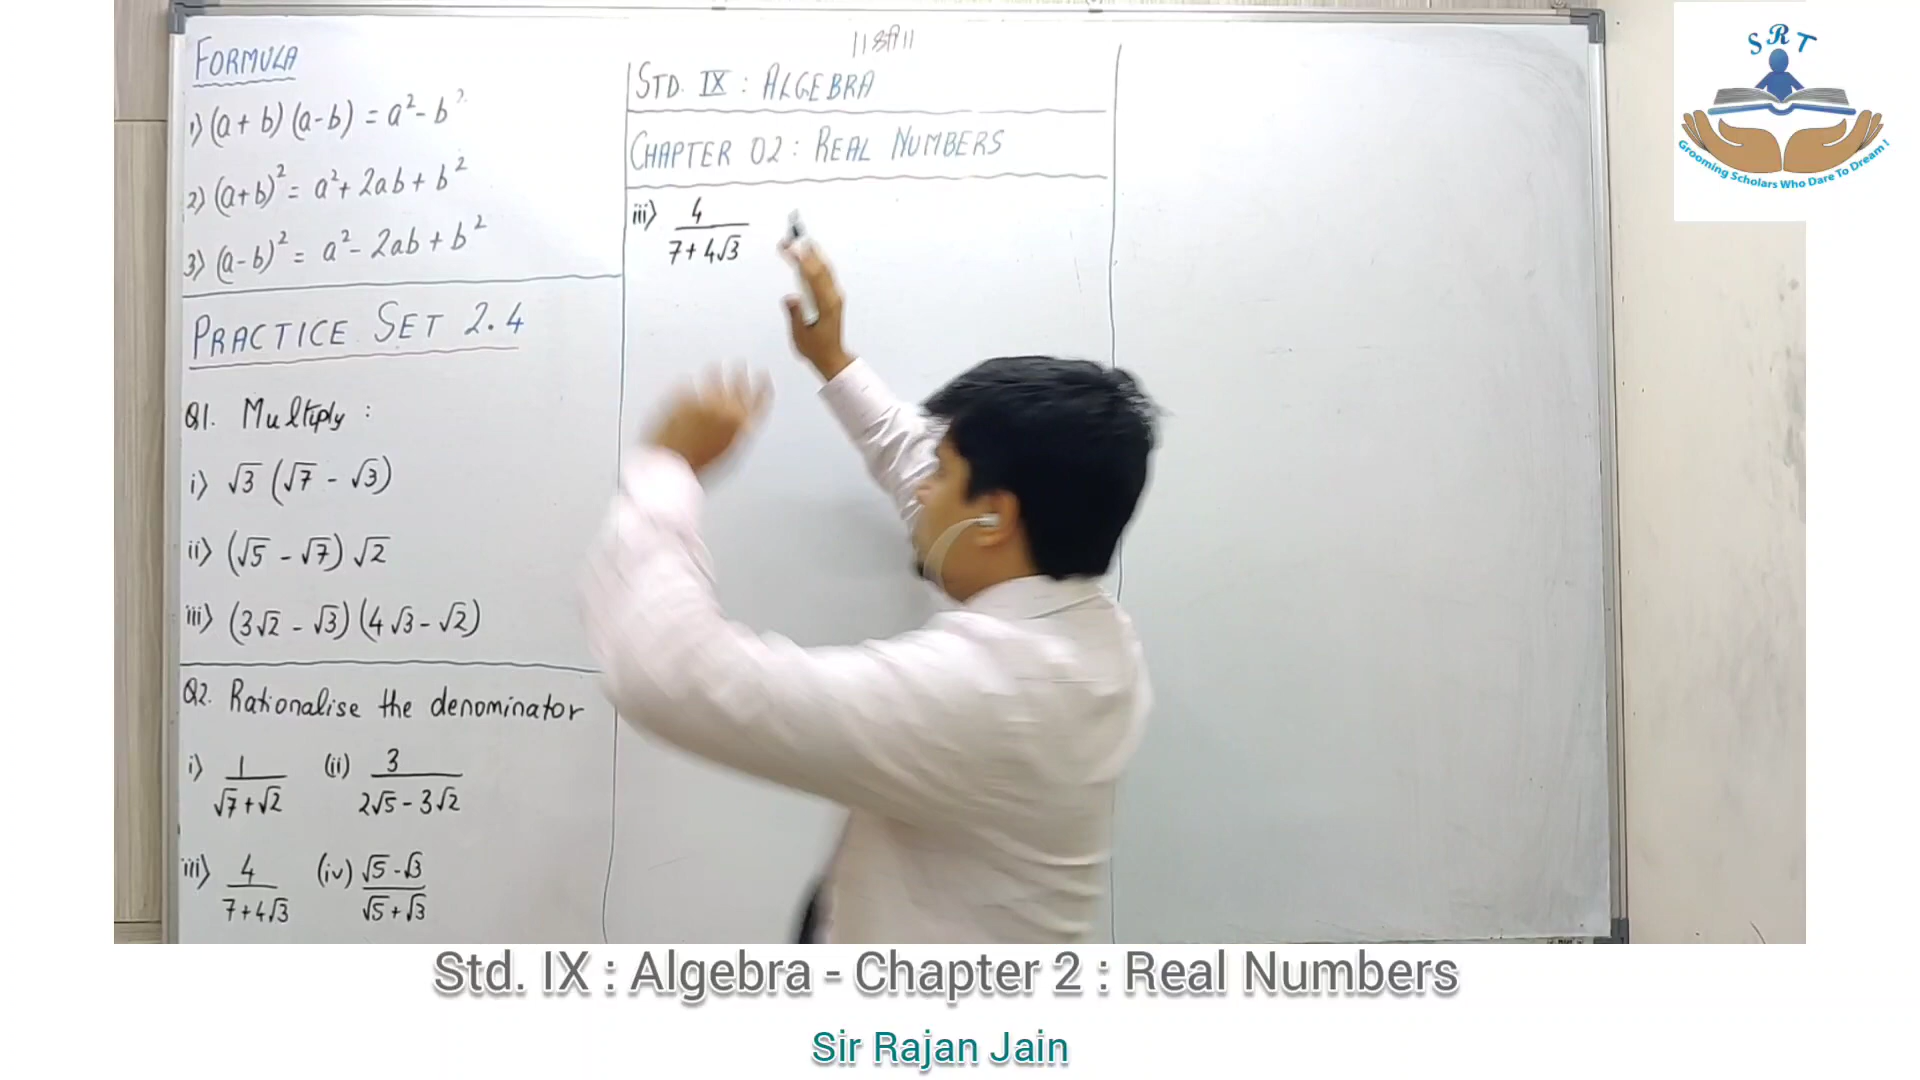 FORMULA
1) (a + b) (a - b) = a² - b²
2) (a+b)² = a² + 2ab + b²
3) (a-b)² = a² - 2ab + b²
PRACTICE SET 2.4
Q1. Multiply :
i) √3 (√7 - √3)
ii) (√5 - √7) √2
iii) (3√2 - √3) (4√3 - √2)
Q2. Rationalise the denominator
i) 1/(√7+√2) (ii) 3/(2√5 - 3√2)
iii) 4/(7+4√3) (iv) (√5 - √3)/(√5 + √3)
॥श्री॥
STD. IX : ALGEBRA
CHAPTER 02 : REAL NUMBERS
iii) 4/(7+4√3)
SRT
Grooming Scholars Who Dare To Dream !
Std. IX : Algebra - Chapter 2 : Real Numbers
Sir Rajan Jain